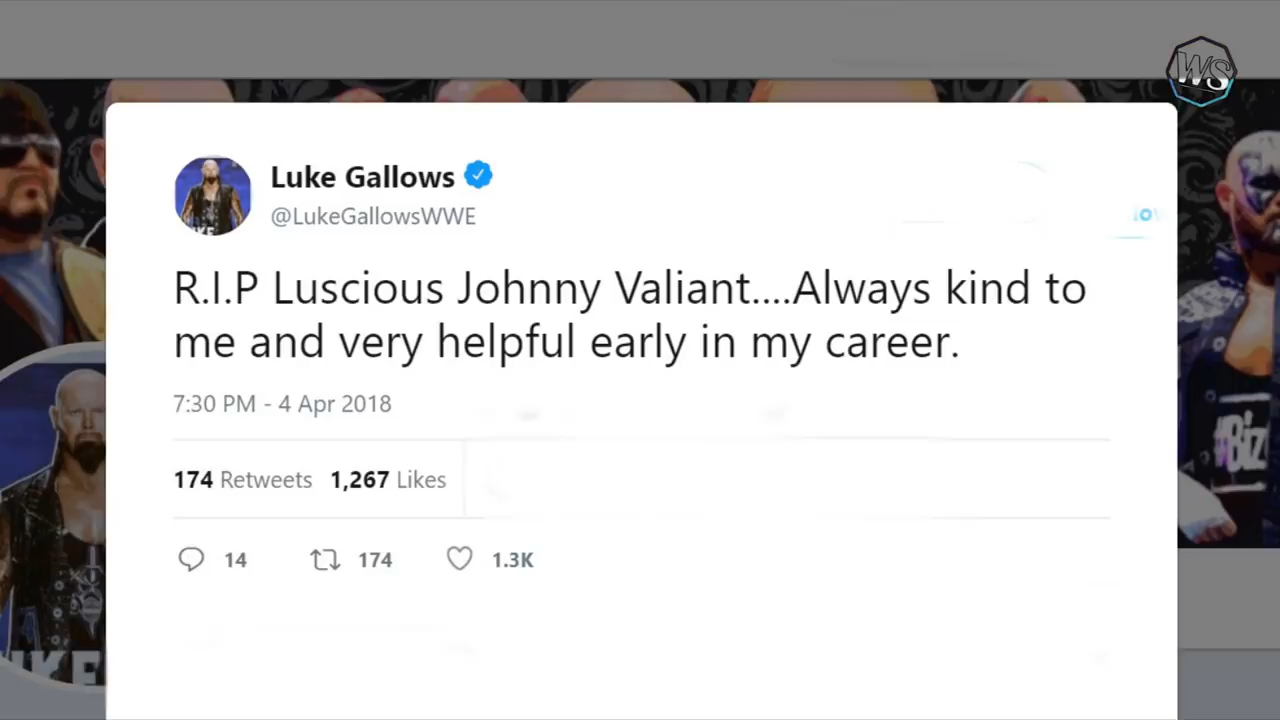 WS
Luke Gallows
@LukeGallowsWWE
R.I.P Luscious Johnny Valiant....Always kind to
me and very helpful early in my career.
7:30 PM - 4 Apr 2018
174 Retweets 1,267 Likes
14 174 1.3K
#Biz